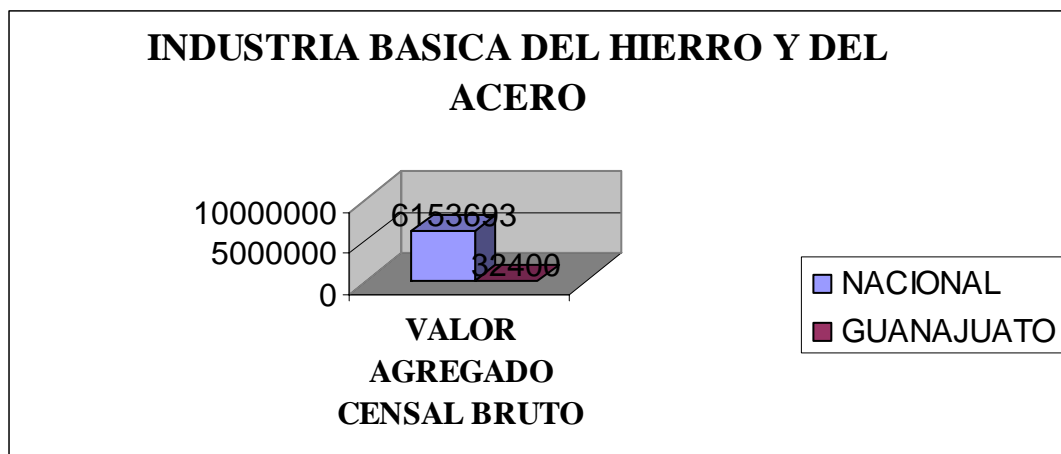 INDUSTRIA BASICA DEL HIERRO Y DEL
ACERO
10000000
5000000
0
6153693
32400
VALOR
AGREGADO
CENSAL BRUTO
NACIONAL
GUANAJUATO